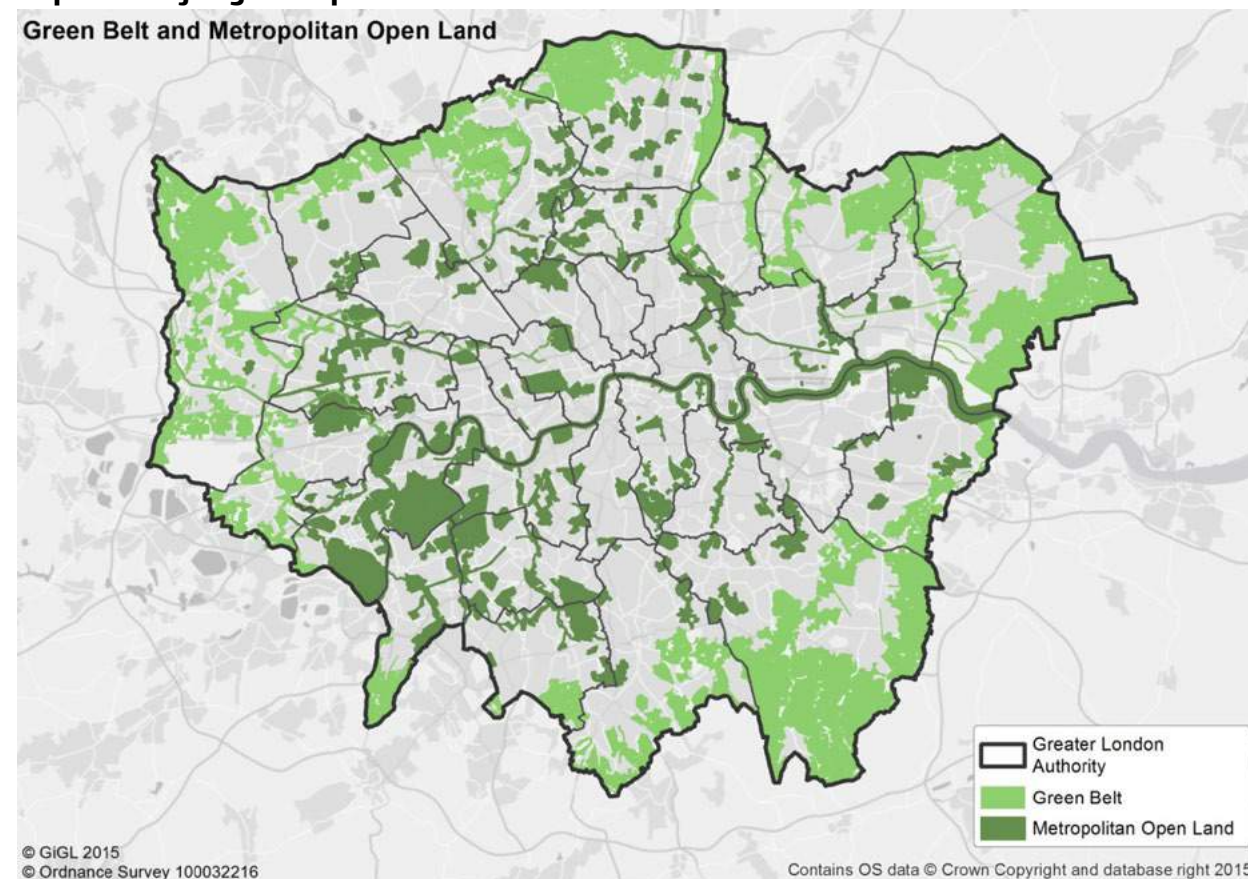 Green Belt and Metropolitan Open Land
Greater London
Authority
Green Belt
Metropolitan Open Land
© GiGL 2015
© Ordnance Survey 100032216
Contains OS data © Crown Copyright and database right 2015